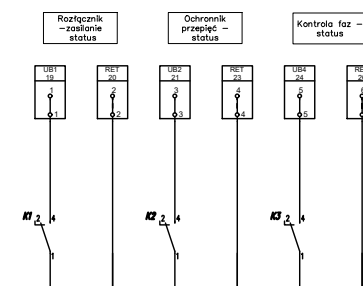 Rozłącznik
–zasilanie
status
Ochronnik
przepięć –
status
Kontrola faz –
status
UB1 RET UB2 RET UB4
19 20 21 23 24
1 2 3 4 5
1 2 3 4 5
K1 2 4 K2 2 4 K3 2 4
1 1 1